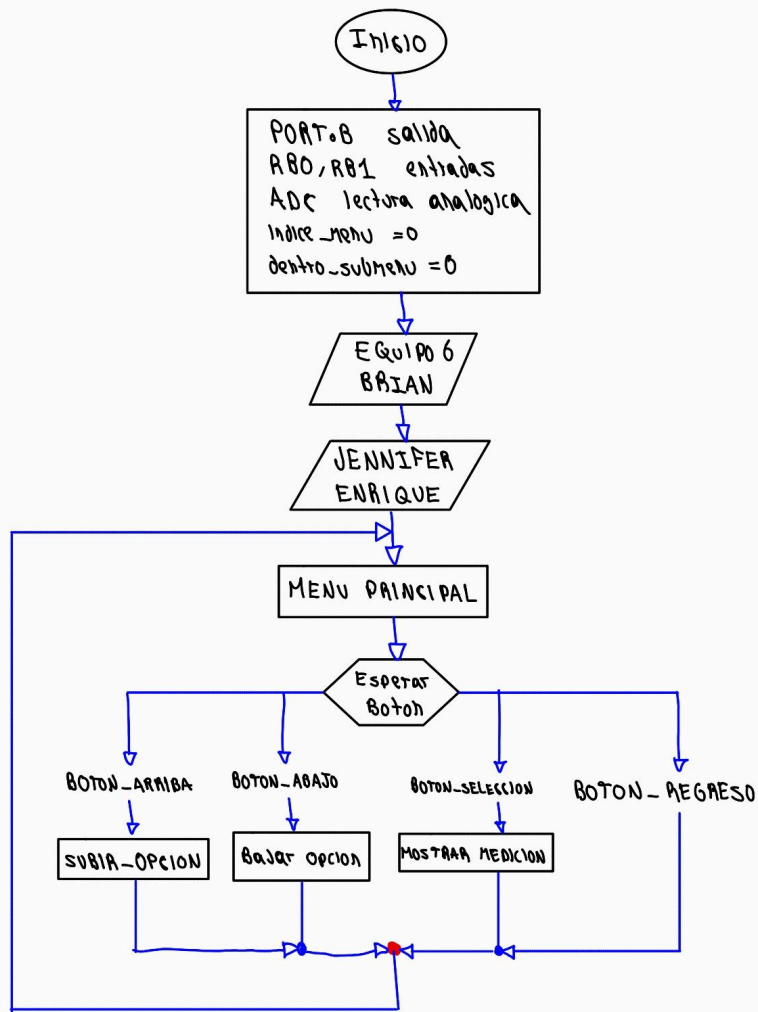 Inicio
PORT.B salida
RB0, RB1 entradas
ADC lectura analogica
indice_menu = 0
dentro_submenu = 0
EQUIPO 6
BRIAN
JENNIFER
ENRIQUE
MENU PRINCIPAL
Esperar
Boton
BOTON_ARRIBA
BOTON_ABAJO
BOTON_SELECCION
BOTON_REGRESO
SUBIR_OPCION
Bajar opcion
MOSTRAR MEDICION